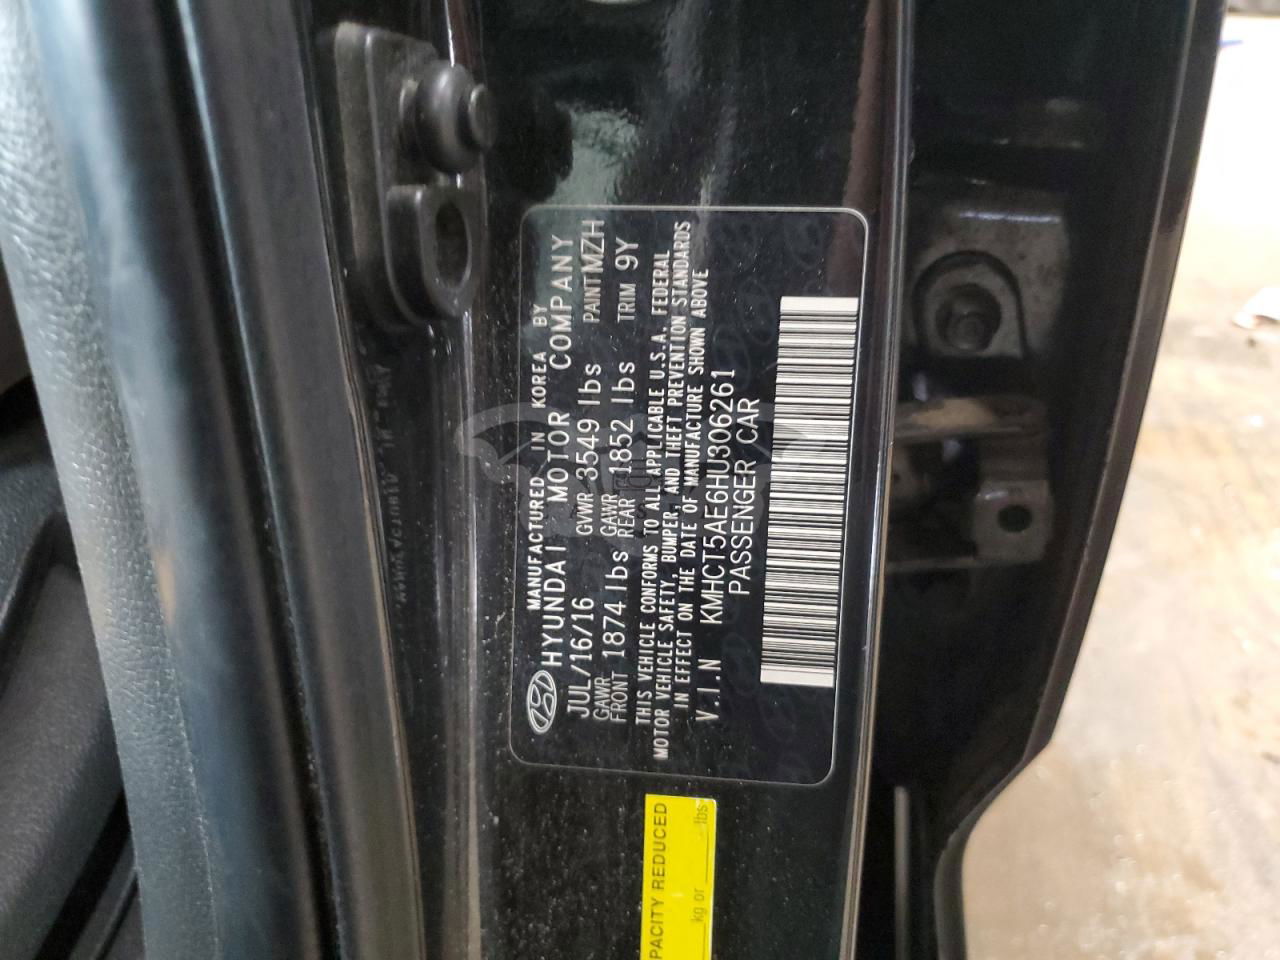 MANUFACTURED IN KOREA BY
HYUNDAI MOTOR COMPANY
JUL/16/16 GVWR 3549 lbs PAINT MZH
GAWR FRONT 1874 lbs GAWR REAR 1852 lbs TRIM 9Y
THIS VEHICLE CONFORMS TO ALL APPLICABLE U.S.A. FEDERAL
MOTOR VEHICLE SAFETY, BUMPER, AND THEFT PREVENTION STANDARDS
IN EFFECT ON THE DATE OF MANUFACTURE SHOWN ABOVE
V.I.N KMHCT5AE6HU306261
PASSENGER CAR
PACITY REDUCED
kg or lbs